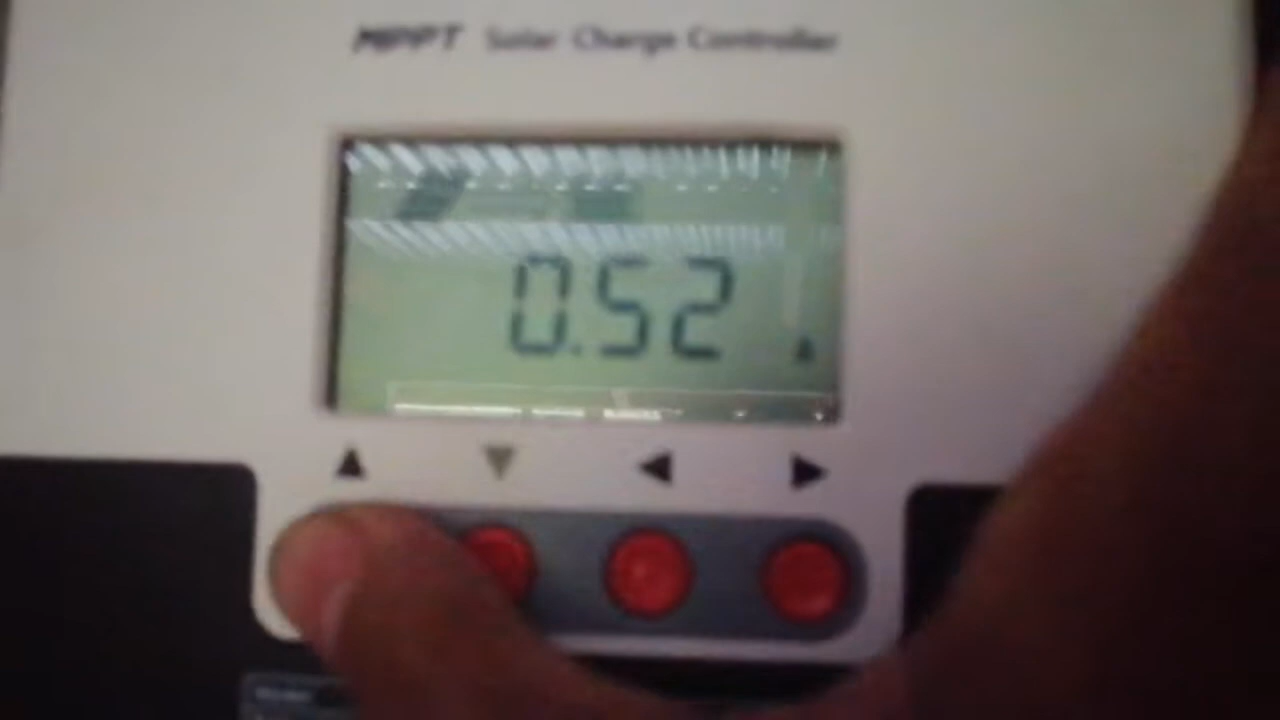 MPPT Solar Charge Controller
0.52 A
▲ ▼ ◀ ▶